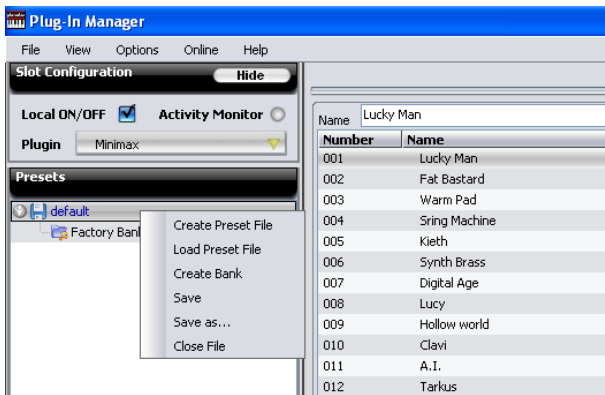 Plug-In Manager
File View Options Online Help
Slot Configuration Hide
Local ON/OFF Activity Monitor
Plugin Minimax
Presets
default
Factory Bank
Create Preset File
Load Preset File
Create Bank
Save
Save as...
Close File
Name Lucky Man
Number Name
001 Lucky Man
002 Fat Bastard
003 Warm Pad
004 Sring Machine
005 Kieth
006 Synth Brass
007 Digital Age
008 Lucy
009 Hollow world
010 Clavi
011 A.I.
012 Tarkus